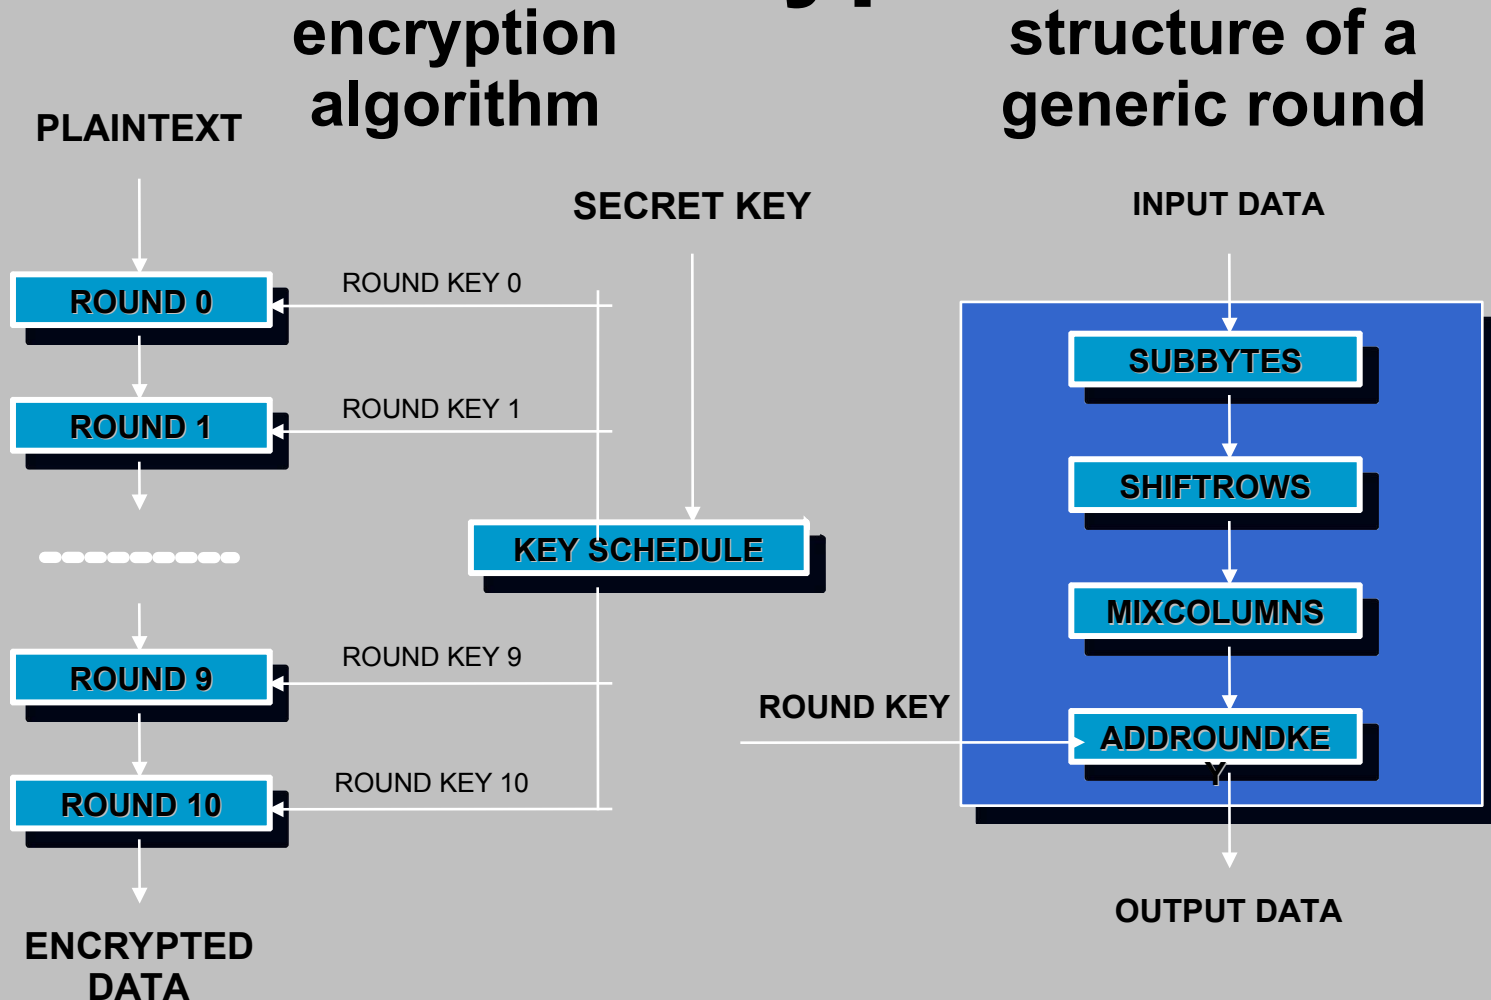 encryption
algorithm
structure of a
generic round
PLAINTEXT
SECRET KEY
INPUT DATA
ROUND 0
ROUND KEY 0
ROUND 1
ROUND KEY 1
KEY SCHEDULE
ROUND 9
ROUND KEY 9
ROUND 10
ROUND KEY 10
ENCRYPTED
DATA
SUBBYTES
SHIFTROWS
MIXCOLUMNS
ROUND KEY
ADDROUNDKE
Y
OUTPUT DATA